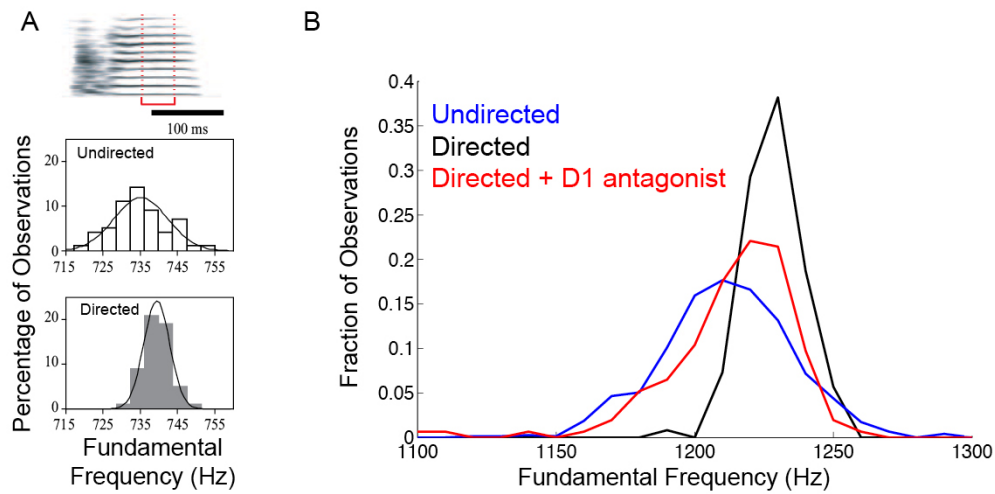 A
100 ms
Percentage of Observations
Undirected
20
10
0
715 725 735 745 755
Directed
20
10
0
715 725 735 745 755
Fundamental
Frequency (Hz)
B
Fraction of Observations
0.4
0.35
0.3
0.25
0.2
0.15
0.1
0.05
0
Undirected
Directed
Directed + D1 antagonist
1100 1150 1200 1250 1300
Fundamental Frequency (Hz)